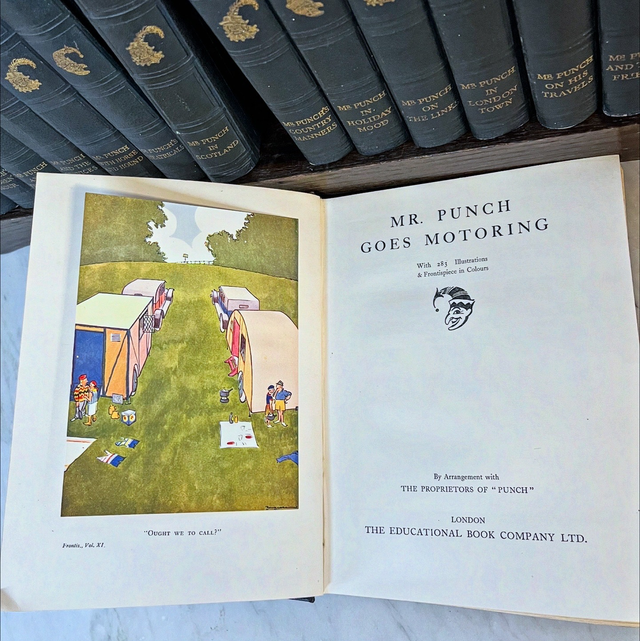 MR PUNCH
IN
SCOTLAND
MR PUNCH'S
COUNTRY
MANNERS
MR PUNCH
IN
HOLIDAY
MOOD
MR PUNCH
ON
THE LINKS
MR PUNCH
IN
LONDON
TOWN
MR PUNCH
ON HIS
TRAVELS
"OUGHT WE TO CALL?"
Frontis., Vol. XI.
MR. PUNCH
GOES MOTORING
With 283 Illustrations
& Frontispiece in Colours
By Arrangement with
THE PROPRIETORS OF "PUNCH"
LONDON
THE EDUCATIONAL BOOK COMPANY LTD.